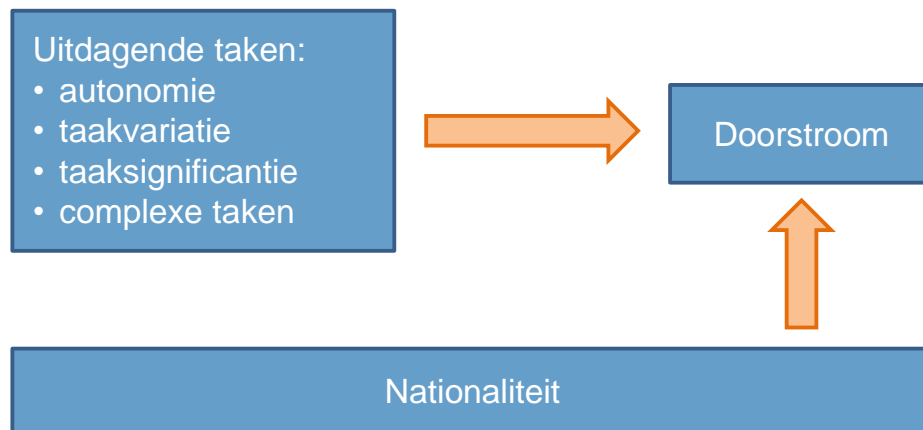 Uitdagende taken:
• autonomie
• taakvariatie
• taaksignificantie
• complexe taken
Doorstroom
Nationaliteit